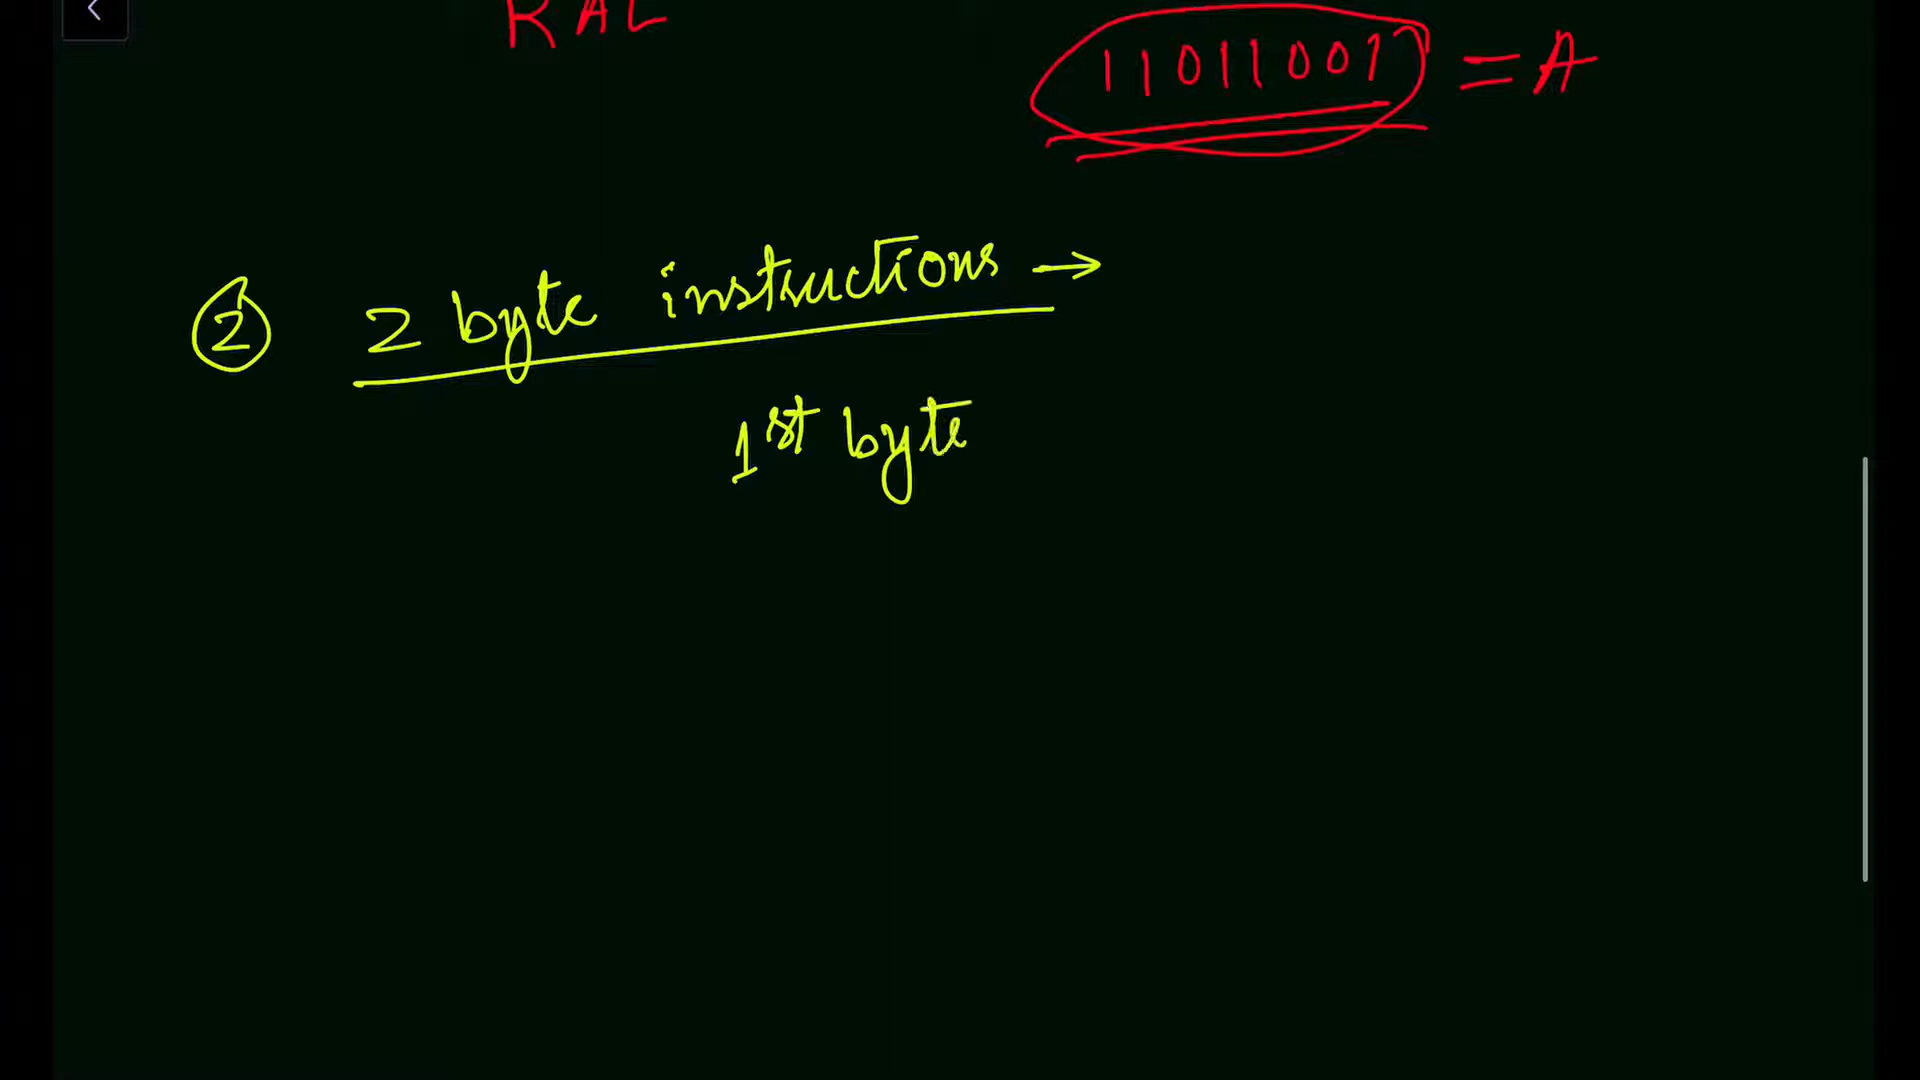 RAL
11011001 = A
② 2 byte instructions →
1st byte